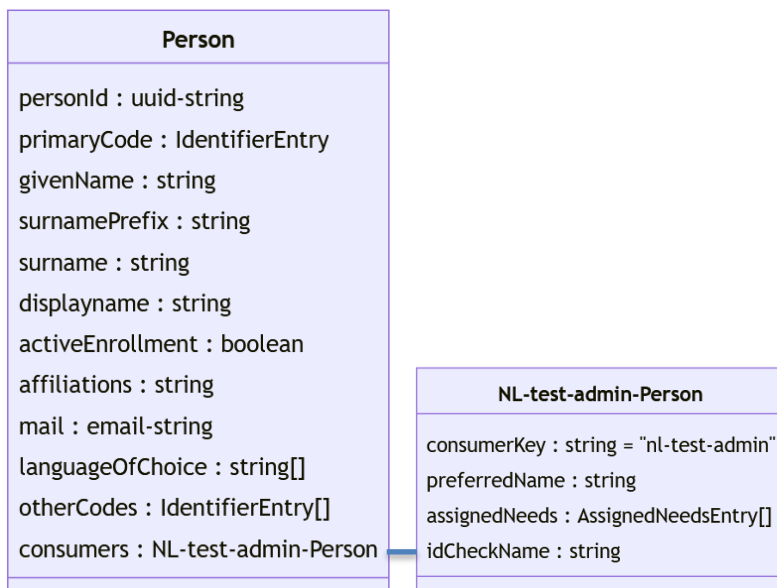 Person
personId : uuid-string
primaryCode : IdentifierEntry
givenName : string
surnamePrefix : string
surname : string
displayname : string
activeEnrollment : boolean
affiliations : string
mail : email-string
languageOfChoice : string[]
otherCodes : IdentifierEntry[]
consumers : NL-test-admin-Person
NL-test-admin-Person
consumerKey : string = "nl-test-admin"
preferredName : string
assignedNeeds : AssignedNeedsEntry[]
idCheckName : string